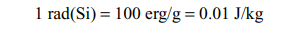 1 rad(Si) = 100 erg/g = 0.01 J/kg